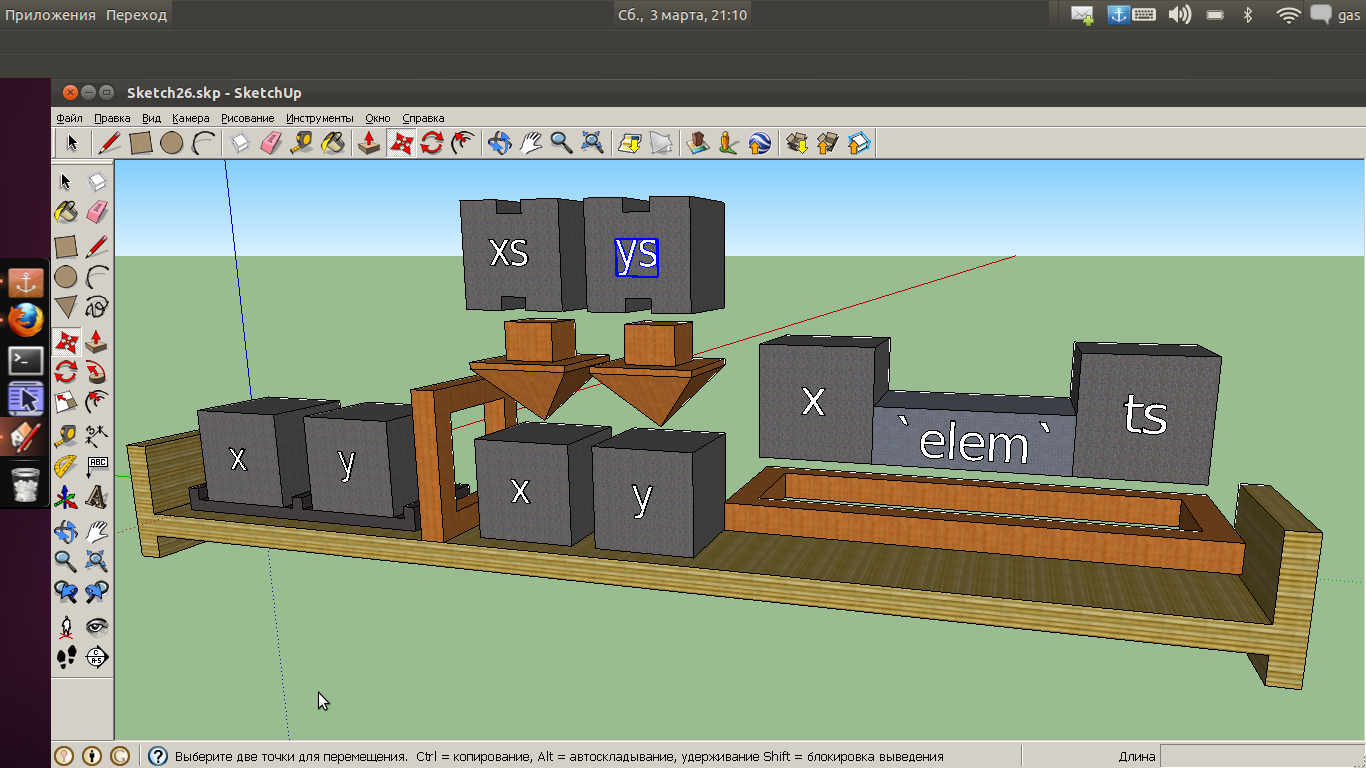 Приложения Переход
Сб., 3 марта, 21:10
gas
Sketch26.skp - SketchUp
Файл Правка Вид Камера Рисование Инструменты Окно Справка
xs ys
x y
x y
x `elem` ts
ABC
Выберите две точки для перемещения. Ctrl = копирование, Alt = автоскладывание, удерживание Shift = блокировка выведения
Длина